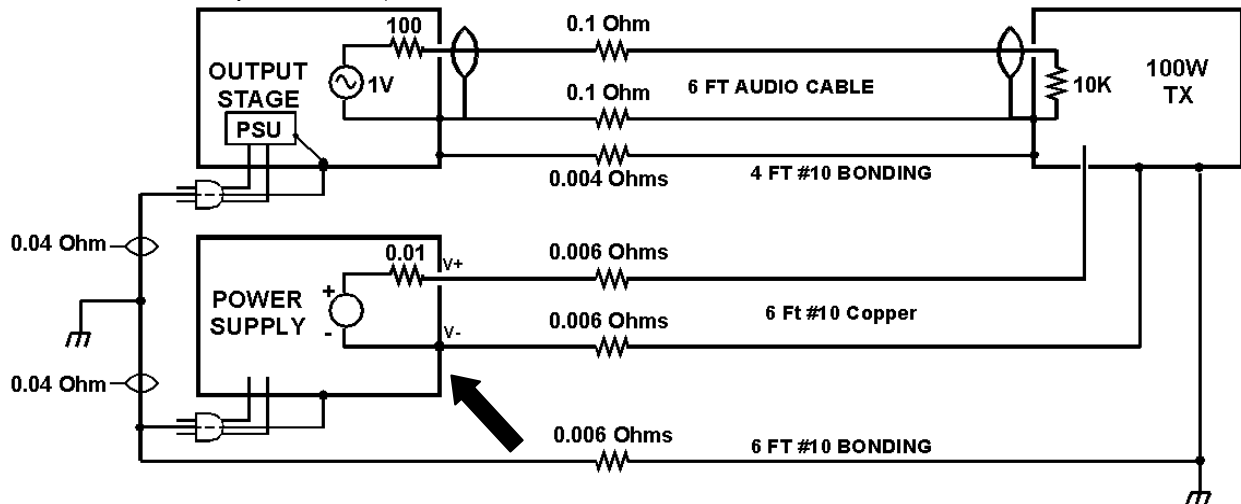 0.1 Ohm
100
1V
OUTPUT
STAGE
PSU
6 FT AUDIO CABLE
10K
100W
TX
0.1 Ohm
0.004 Ohms
4 FT #10 BONDING
0.04 Ohm
0.01
V+
0.006 Ohms
+
-
POWER
SUPPLY
V-
6 Ft #10 Copper
0.006 Ohms
0.04 Ohm
0.006 Ohms
6 FT #10 BONDING